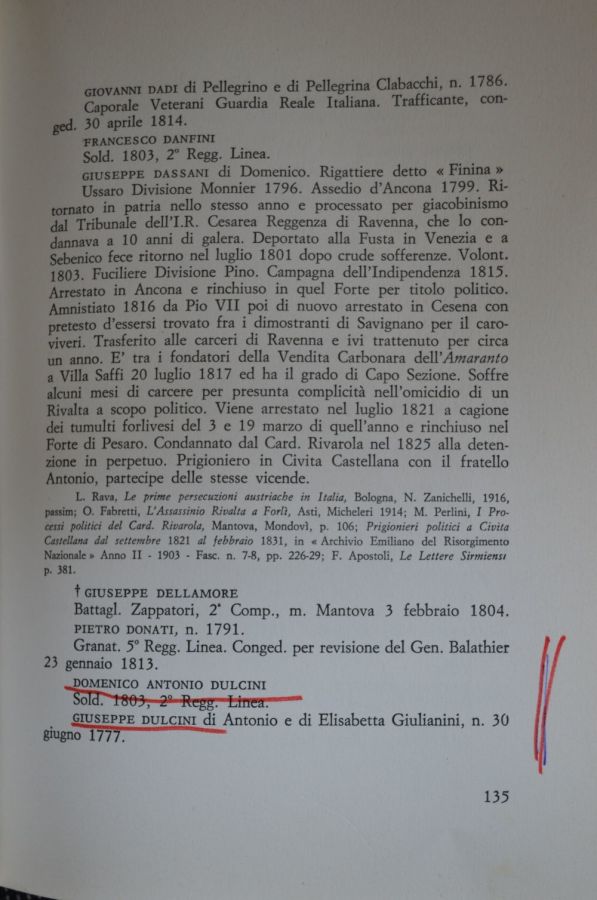 GIOVANNI DADI di Pellegrino e di Pellegrina Clabacchi, n. 1786.
Caporale Veterani Guardia Reale Italiana. Trafficante, con-
ged. 30 aprile 1814.
FRANCESCO DANFINI
Sold. 1803, 2° Regg. Linea.
GIUSEPPE DASSANI di Domenico. Rigattiere detto « Finina »
Ussaro Divisione Monnier 1796. Assedio d'Ancona 1799. Ri-
tornato in patria nello stesso anno e processato per giacobinismo
dal Tribunale dell'I.R. Cesarea Reggenza di Ravenna, che lo con-
dannava a 10 anni di galera. Deportato alla Fusta in Venezia e a
Sebenico fece ritorno nel luglio 1801 dopo crude sofferenze. Volont.
1803. Fuciliere Divisione Pino. Campagna dell'Indipendenza 1815.
Arrestato in Ancona e rinchiuso in quel Forte per titolo politico.
Amnistiato 1816 da Pio VII poi di nuovo arrestato in Cesena con
pretesto d'essersi trovato fra i dimostranti di Savignano per il caro-
viveri. Trasferito alle carceri di Ravenna e ivi trattenuto per circa
un anno. E' tra i fondatori della Vendita Carbonara dell'Amaranto
a Villa Saffi 20 luglio 1817 ed ha il grado di Capo Sezione. Soffre
alcuni mesi di carcere per presunta complicità nell'omicidio di un
Rivalta a scopo politico. Viene arrestato nel luglio 1821 a cagione
dei tumulti forlivesi del 3 e 19 marzo di quell'anno e rinchiuso nel
Forte di Pesaro. Condannato dal Card. Rivarola nel 1825 alla deten-
zione in perpetuo. Prigioniero in Civita Castellana con il fratello
Antonio, partecipe delle stesse vicende.
L. Rava, Le prime persecuzioni austriache in Italia, Bologna, N. Zanichelli, 1916,
passim; O. Fabretti, L'Assassinio Rivalta a Forlì, Asti, Micheleri 1914; M. Perlini, I Pro-
cessi politici del Card. Rivarola, Mantova, Mondovì, p. 106; Prigionieri politici a Civita
Castellana dal settembre 1821 al febbraio 1831, in « Archivio Emiliano del Risorgimento
Nazionale » Anno II - 1903 - Fasc. n. 7-8, pp. 226-29; F. Apostoli, Le Lettere Sirmiensi
p. 381.
† GIUSEPPE DELLAMORE
Battagl. Zappatori, 2ª Comp., m. Mantova 3 febbraio 1804.
PIETRO DONATI, n. 1791.
Granat. 5° Regg. Linea. Conged. per revisione del Gen. Balathier
23 gennaio 1813.
DOMENICO ANTONIO DULCINI
Sold. 1803, 2° Regg. Linea.
GIUSEPPE DULCINI di Antonio e di Elisabetta Giulianini, n. 30
giugno 1777.
135